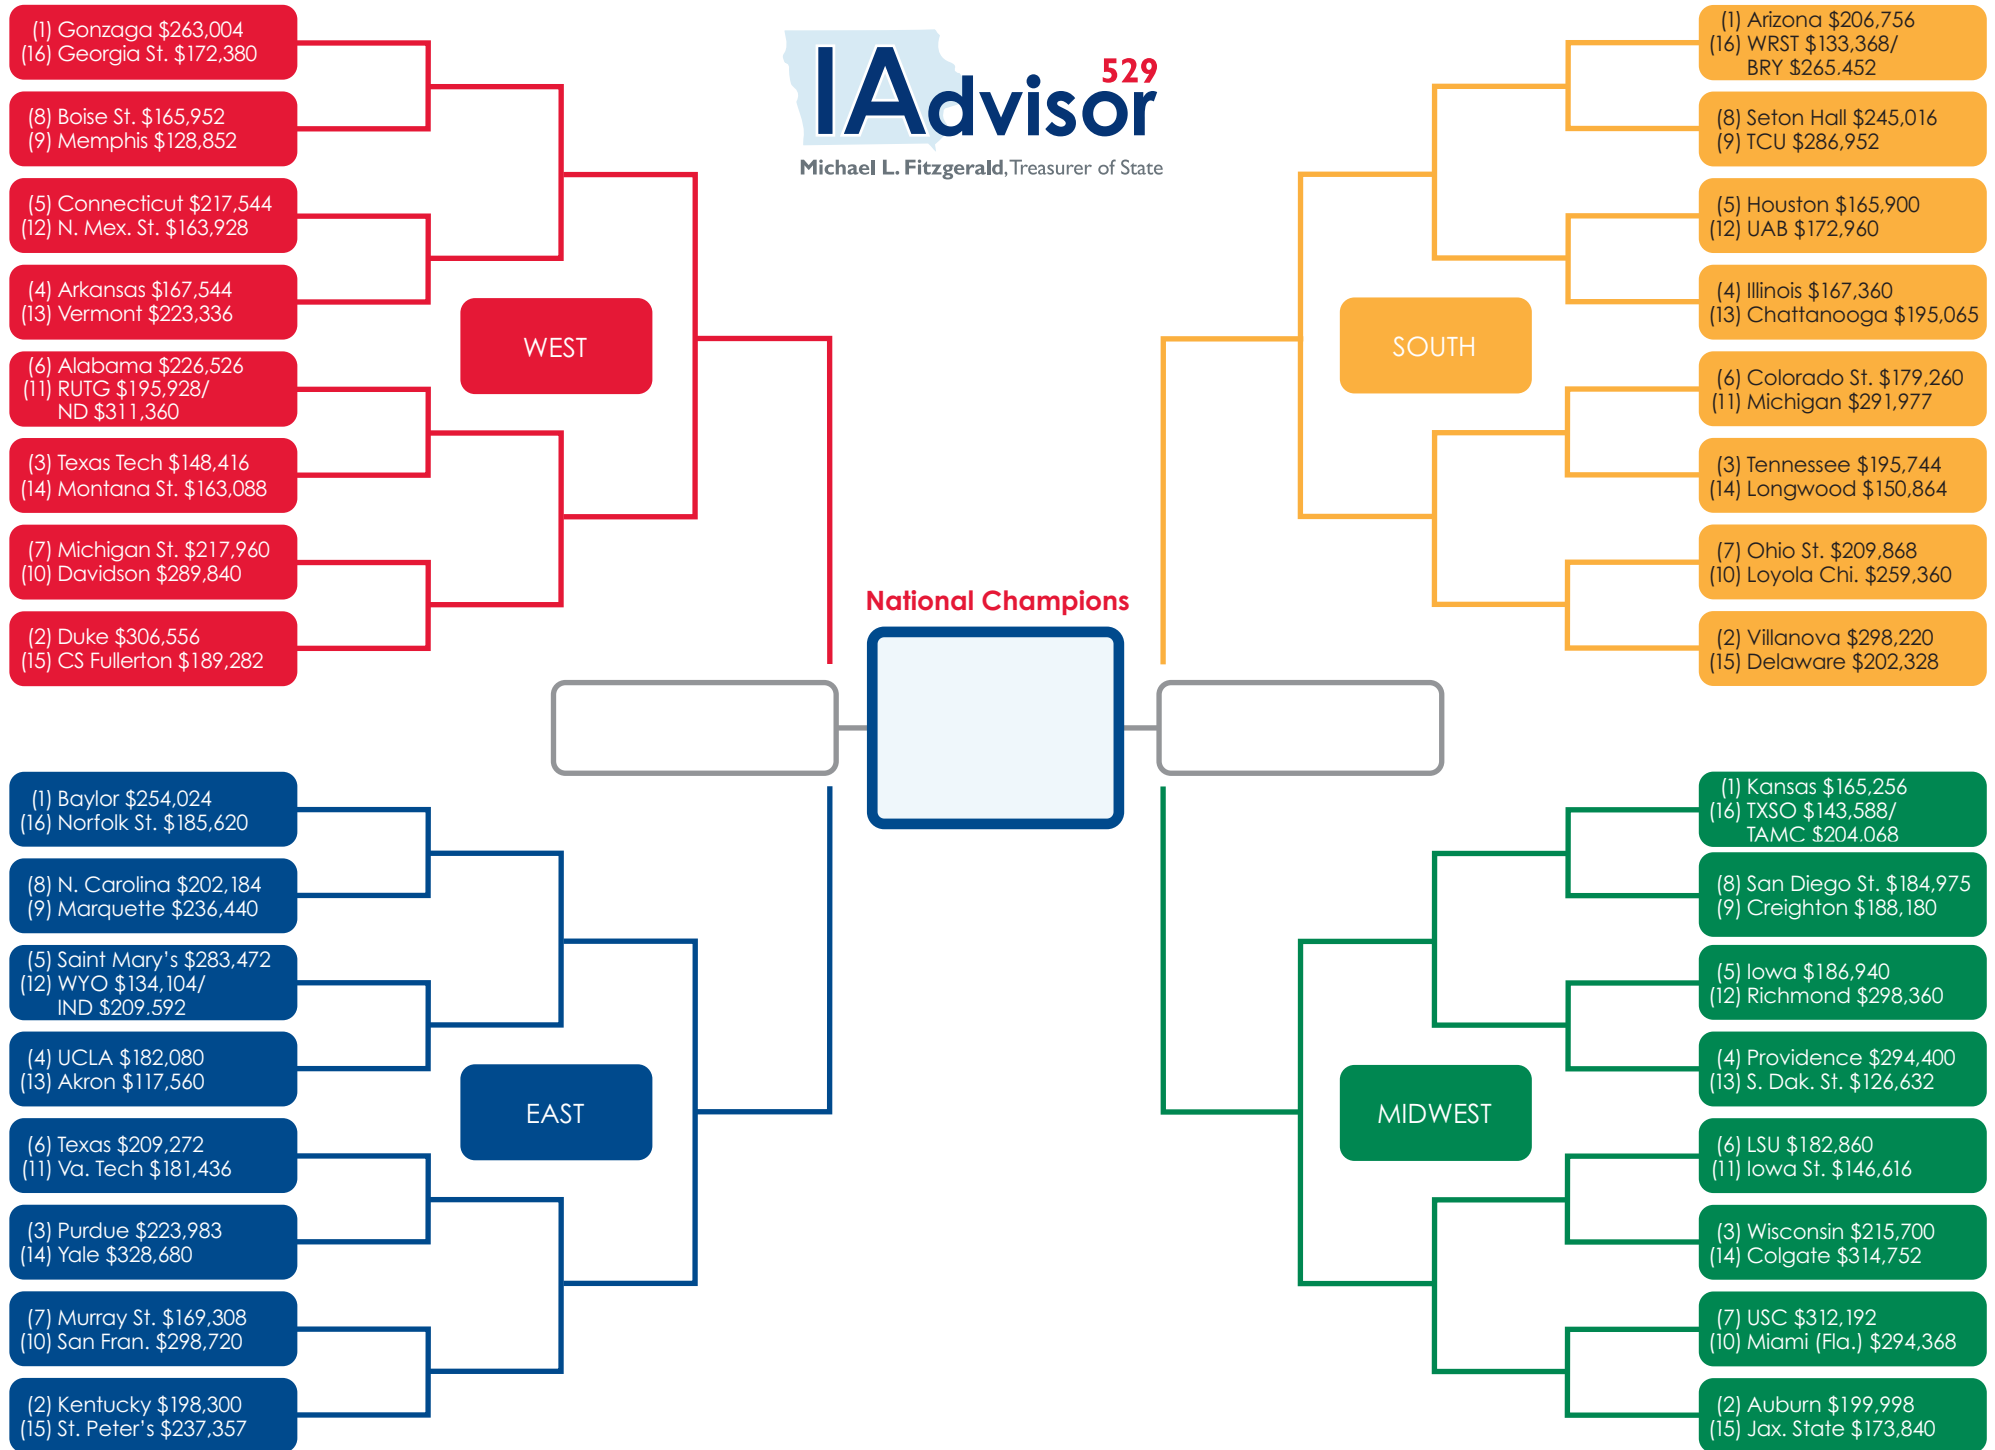 (1) Gonzaga $263,004
(16) Georgia St. $172,380
(8) Boise St. $165,952
(9) Memphis $128,852
(5) Connecticut $217,544
(12) N. Mex. St. $163,928
(4) Arkansas $167,544
(13) Vermont $223,336
(6) Alabama $226,526
(11) RUTG $195,928/
ND $311,360
(3) Texas Tech $148,416
(14) Montana St. $163,088
(7) Michigan St. $217,960
(10) Davidson $289,840
(2) Duke $306,556
(15) CS Fullerton $189,282
WEST
IAdvisor 529
Michael L. Fitzgerald, Treasurer of State
(1) Arizona $206,756
(16) WRST $133,368/
BRY $265,452
(8) Seton Hall $245,016
(9) TCU $286,952
(5) Houston $165,900
(12) UAB $172,960
(4) Illinois $167,360
(13) Chattanooga $195,065
(6) Colorado St. $179,260
(11) Michigan $291,977
(3) Tennessee $195,744
(14) Longwood $150,864
(7) Ohio St. $209,868
(10) Loyola Chi. $259,360
(2) Villanova $298,220
(15) Delaware $202,328
SOUTH
National Champions
(1) Baylor $254,024
(16) Norfolk St. $185,620
(8) N. Carolina $202,184
(9) Marquette $236,440
(5) Saint Mary's $283,472
(12) WYO $134,104/
IND $209,592
(4) UCLA $182,080
(13) Akron $117,560
(6) Texas $209,272
(11) Va. Tech $181,436
(3) Purdue $223,983
(14) Yale $328,680
(7) Murray St. $169,308
(10) San Fran. $298,720
(2) Kentucky $198,300
(15) St. Peter's $237,357
EAST
(1) Kansas $165,256
(16) TXSO $143,588/
TAMC $204,068
(8) San Diego St. $184,975
(9) Creighton $188,180
(5) Iowa $186,940
(12) Richmond $298,360
(4) Providence $294,400
(13) S. Dak. St. $126,632
(6) LSU $182,860
(11) Iowa St. $146,616
(3) Wisconsin $215,700
(14) Colgate $314,752
(7) USC $312,192
(10) Miami (Fla.) $294,368
(2) Auburn $199,998
(15) Jax. State $173,840
MIDWEST